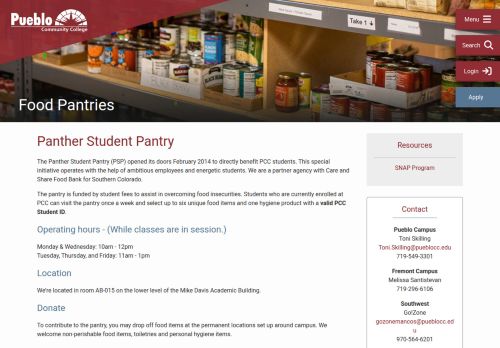 Pueblo
Community College
Take 1
Menu
Search
Login
Apply
Food Pantries
Panther Student Pantry
The Panther Student Pantry (PSP) opened its doors February 2014 to directly benefit PCC students. This special
initiative operates with the help of ambitious employees and energetic students. We are a partner agency with Care and
Share Food Bank for Southern Colorado.
The pantry is funded by student fees to assist in overcoming food insecurities. Students who are currently enrolled at
PCC can visit the pantry once a week and select up to six unique food items and one hygiene product with a valid PCC
Student ID.
Operating hours - (While classes are in session.)
Monday & Wednesday: 10am - 12pm
Tuesday, Thursday, and Friday: 11am - 1pm
Location
We're located in room AB-015 on the lower level of the Mike Davis Academic Building.
Donate
To contribute to the pantry, you may drop off food items at the permanent locations set up around campus. We
welcome non-perishable food items, toiletries and personal hygiene items.
Resources
SNAP Program
Contact
Pueblo Campus
Toni Skilling
Toni.Skilling@pueblocc.edu
719-549-3301
Fremont Campus
Melissa Santistevan
719-296-6106
Southwest
Go!Zone
gozonemancos@pueblocc.ed
u
970-564-6201